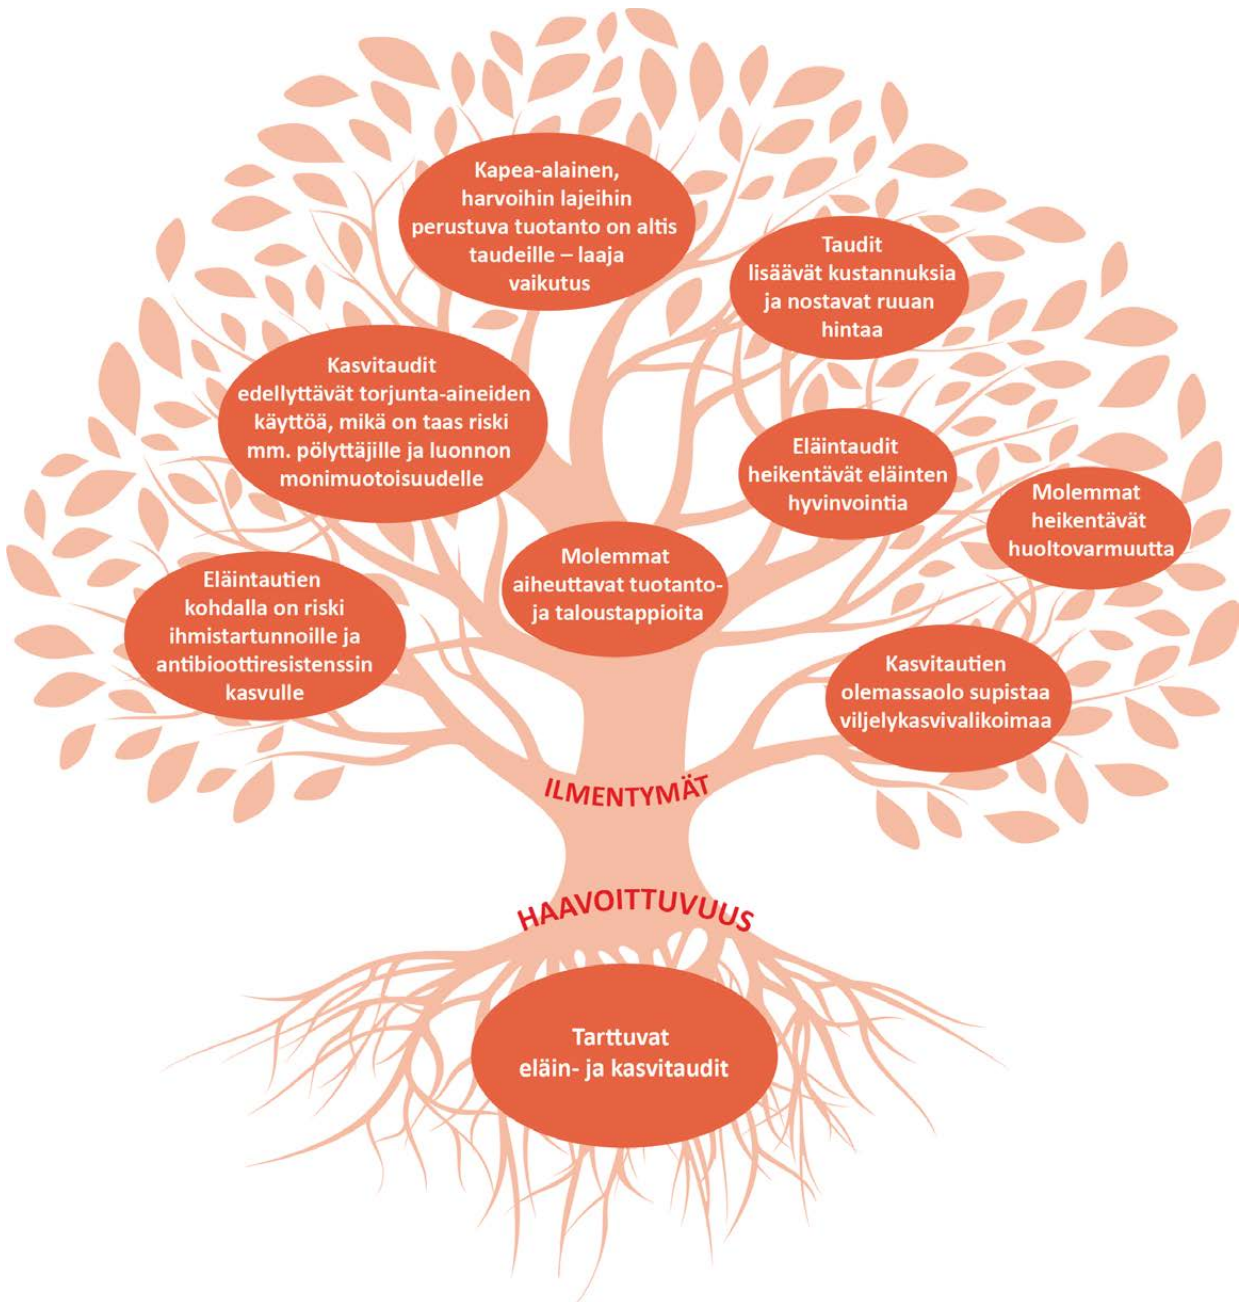 Kapea-alainen,
harvoihin lajeihin
perustuva tuotanto on altis
taudeille – laaja
vaikutus
Taudit
lisäävät kustannuksia
ja nostavat ruuan
hintaa
Kasvitaudit
edellyttävät torjunta-aineiden
käyttöä, mikä on taas riski
mm. pölyttäjille ja luonnon
monimuotoisuudelle
Eläintaudit
heikentävät eläinten
hyvinvointia
Molemmat
heikentävät
huoltovarmuutta
Molemmat
aiheuttavat tuotanto-
ja taloustappioita
Eläintautien
kohdalla on riski
ihmistartunnoille ja
antibioottiresistenssin
kasvulle
Kasvitautien
olemassaolo supistaa
viljelykasvivalikoimaa
ILMENTYMÄT
HAAVOITTUVUUS
Tarttuvat
eläin- ja kasvitaudit